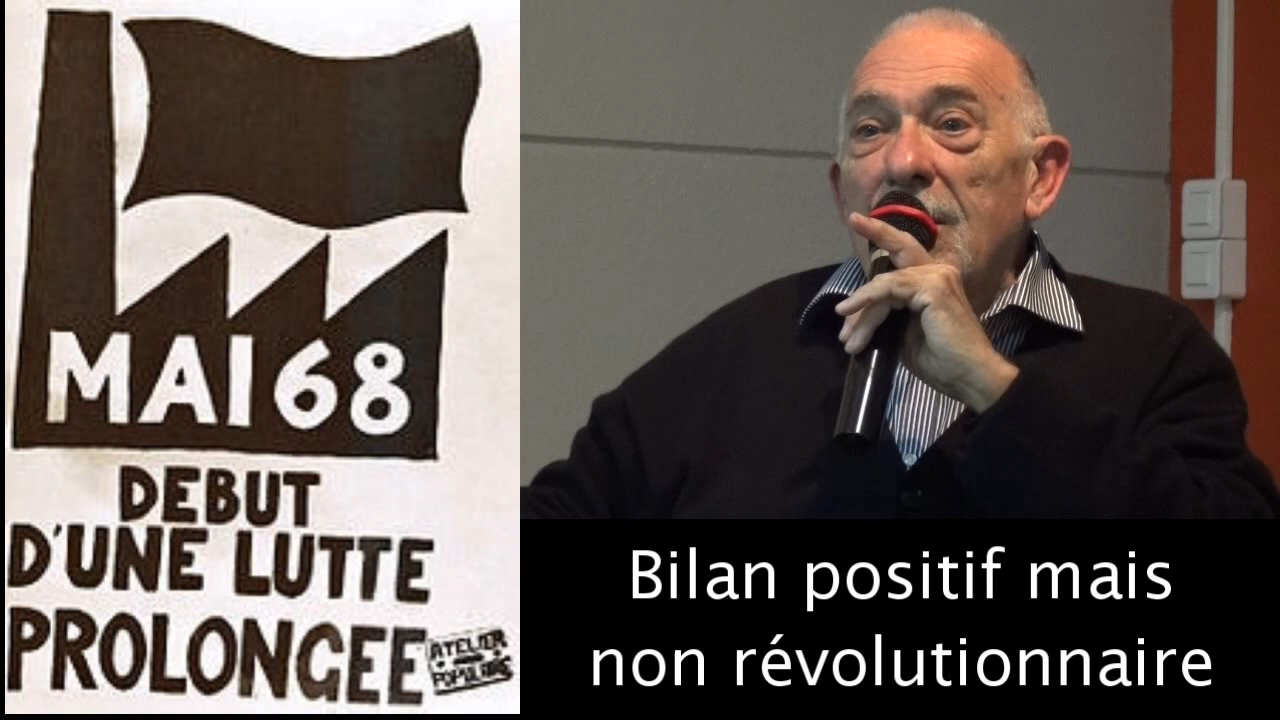 MAI 68
DEBUT
D'UNE LUTTE
PROLONGEE
ATELIER
POPULAIRE
Bilan positif mais
non révolutionnaire